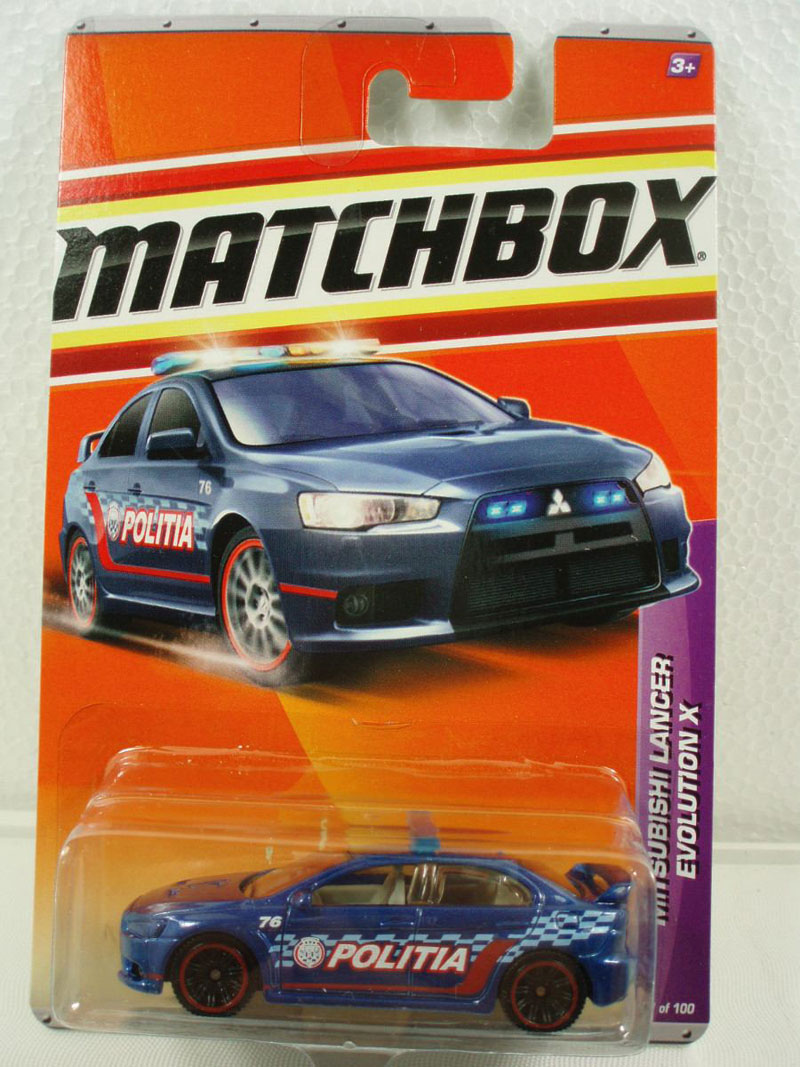 3+
MATCHBOX®
76
POLITIA
MITSUBISHI LANCER
EVOLUTION X
76
POLITIA
of 100